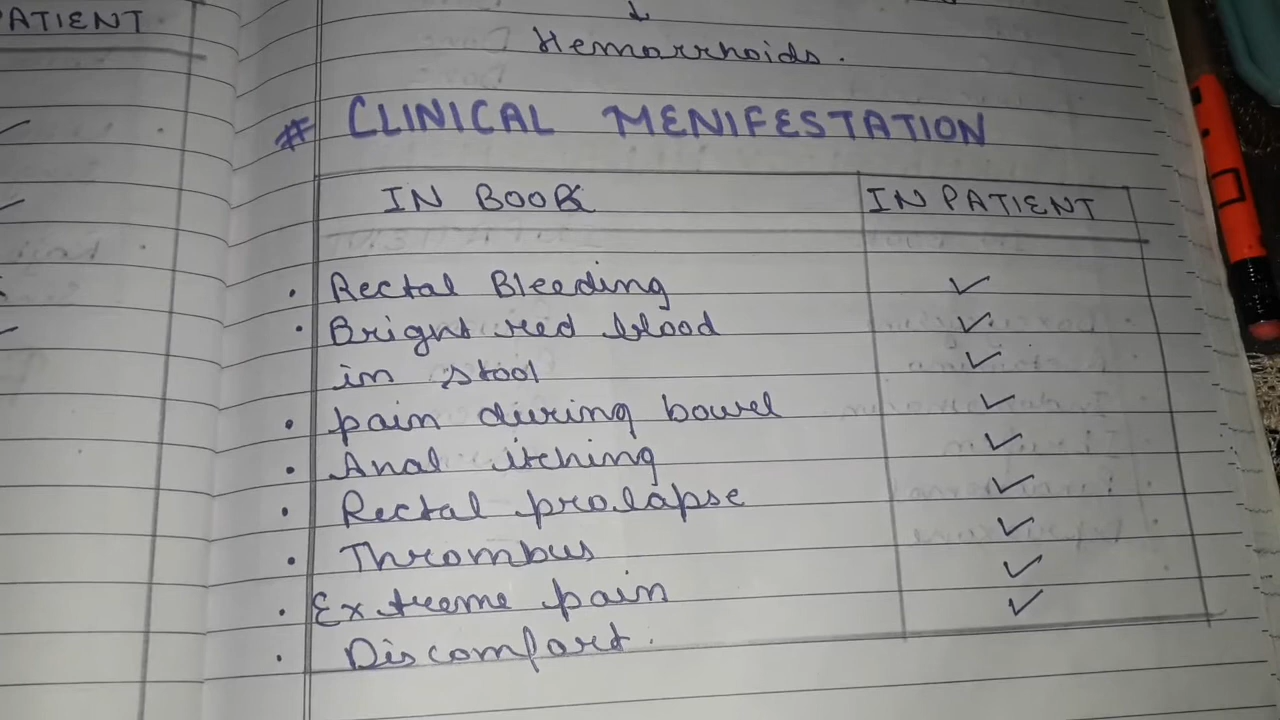 PATIENT
Hemorrhoids.
# CLINICAL MENIFESTATION
IN BOOK
IN PATIENT
• Rectal Bleeding ✓
• Bright red blood ✓
in stool ✓
• pain during bowel ✓
• Anal itching ✓
• Rectal prolapse ✓
• Thrombus ✓
• Extreme pain ✓
• Discomfort. ✓